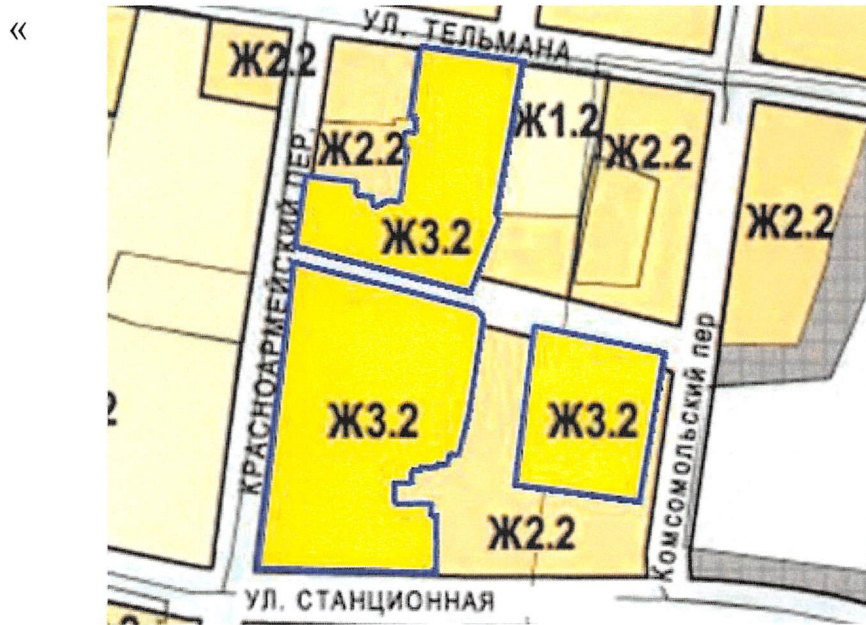 «
УЛ. ТЕЛЬМАНА
Ж2.2
Ж1.2
Ж2.2
Ж2.2
Ж2.2
Ж3.2
КРАСНОАРМЕЙСКИЙ ПЕР.
Ж3.2
Ж3.2
Комсомольский пер
Ж2.2
УЛ. СТАНЦИОННАЯ